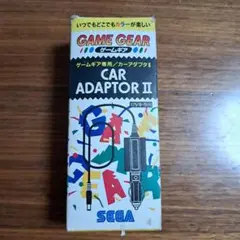 いつでもどこでもカラーが楽しい
GAME GEAR
ゲームギア
ゲームギア専用/カーアダプタⅡ
CAR
ADAPTOR II
SEGA